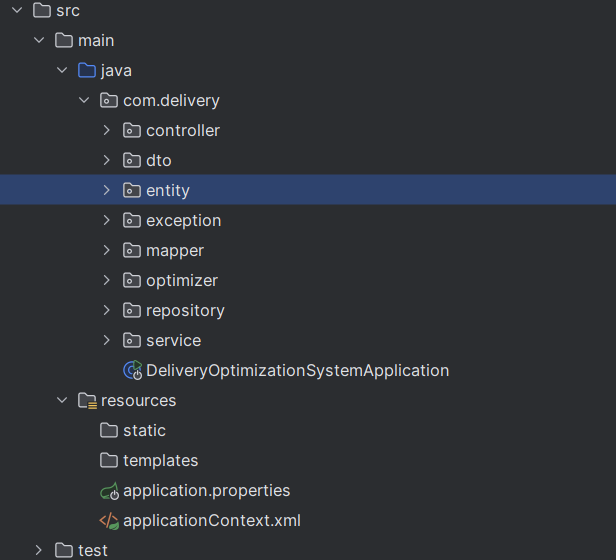 src
main
java
com.delivery
controller
dto
entity
exception
mapper
optimizer
repository
service
DeliveryOptimizationSystemApplication
resources
static
templates
application.properties
applicationContext.xml
test